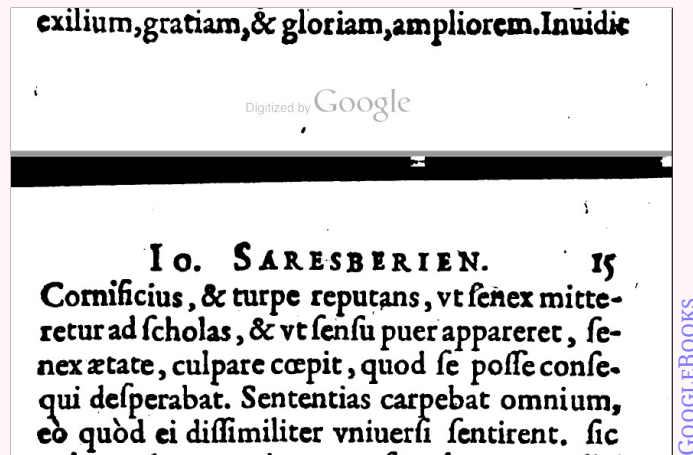 exilium,gratiam,& gloriam,ampliorem.Inuidit
Digitized by Google
Io. SARESBERIEN. 15
Cornificius, & turpe reputans, vt ſenex mitte-
retur ad ſcholas, & vt ſenſu puer appareret, ſe-
nex ætate, culpare cœpit, quod ſe poſſe conſe-
qui deſperabat. Sententias carpebat omnium,
eò quòd ei diſſimiliter vniuerſi ſentirent. ſic
GOOGLEBOOKS